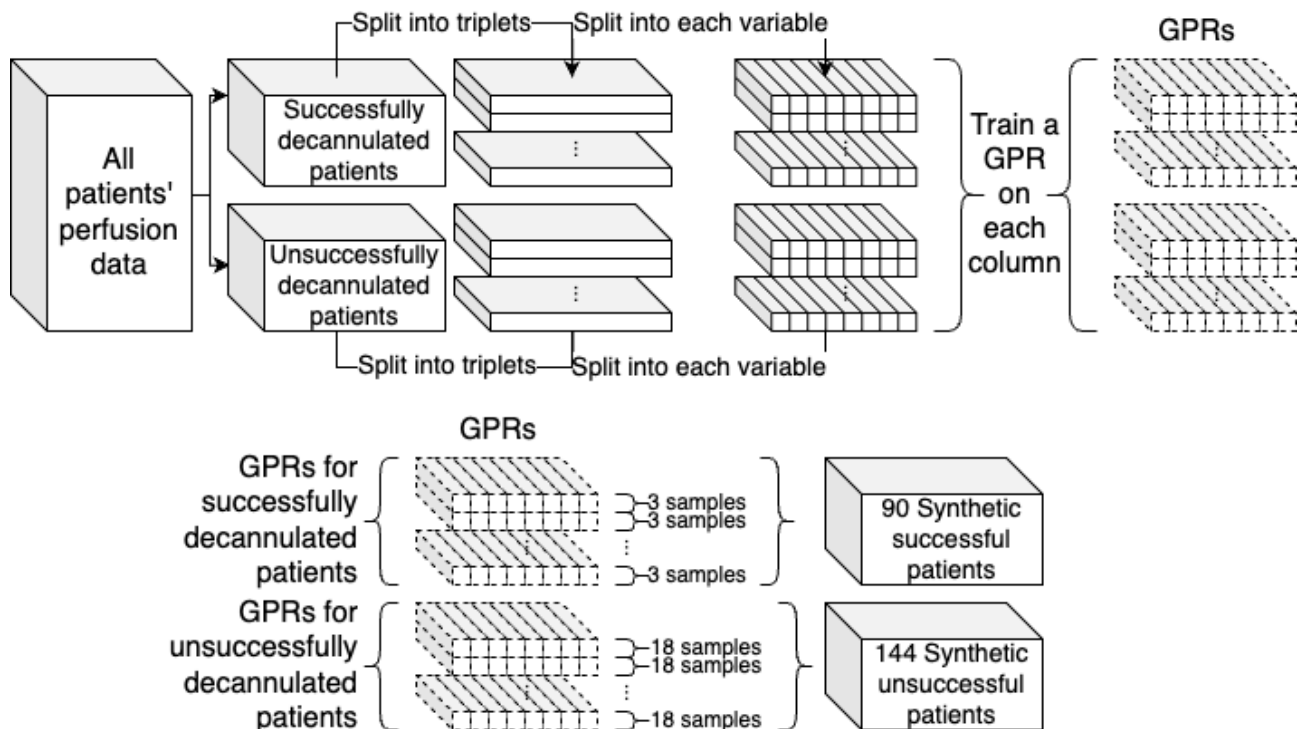 Split into triplets
Split into each variable
GPRs
All
patients'
perfusion
data
Successfully
decannulated
patients
Unsuccessfully
decannulated
patients
⋮
⋮
⋮
⋮
Train a
GPR
on
each
column
Split into triplets
Split into each variable
GPRs
GPRs for
successfully
decannulated
patients
3 samples
3 samples
⋮
3 samples
90 Synthetic
successful
patients
GPRs for
unsuccessfully
decannulated
patients
18 samples
18 samples
⋮
18 samples
144 Synthetic
unsuccessful
patients